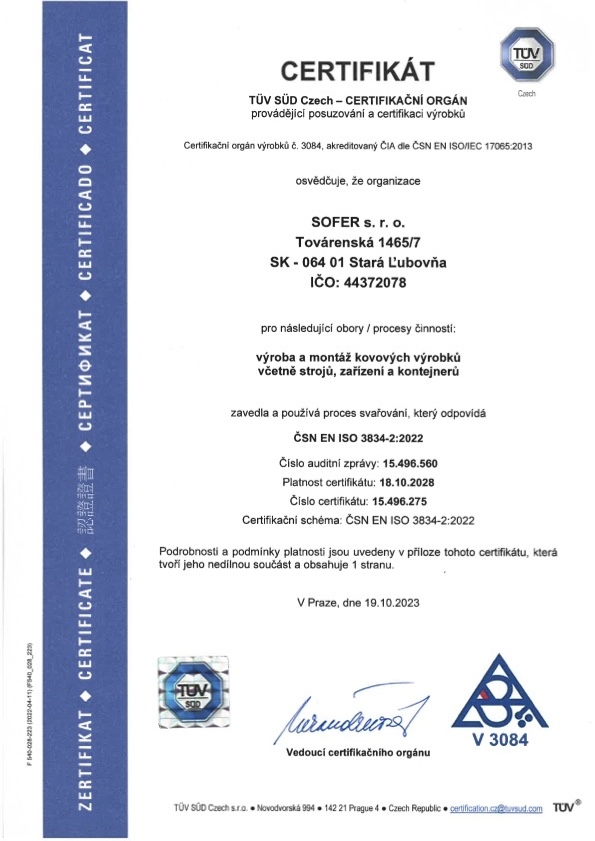 CERTIFIKÁT
TÜV
SÜD
Czech
TÜV SÜD Czech – CERTIFIKAČNÍ ORGÁN
provádějící posuzování a certifikaci výrobků
Certifikační orgán výrobků č. 3084, akreditovaný ČIA dle ČSN EN ISO/IEC 17065:2013
osvědčuje, že organizace
SOFER s. r. o.
Továrenská 1465/7
SK - 064 01 Stará Ľubovňa
IČO: 44372078
pro následující obory / procesy činností:
výroba a montáž kovových výrobků
včetně strojů, zařízení a kontejnerů
zavedla a používá proces svařování, který odpovídá
ČSN EN ISO 3834-2:2022
Číslo auditní zprávy: 15.496.560
Platnost certifikátu: 18.10.2028
Číslo certifikátu: 15.496.275
Certifikační schéma: ČSN EN ISO 3834-2:2022
Podrobnosti a podmínky platnosti jsou uvedeny v příloze tohoto certifikátu, která
tvoří jeho nedílnou součást a obsahuje 1 stranu.
V Praze, dne 19.10.2023
TÜV
SÜD
Vedoucí certifikačního orgánu
V 3084
TÜV SÜD Czech s.r.o. ● Novodvorská 994 ● 142 21 Prague 4 ● Czech Republic ● certification.cz@tuvsud.com TÜV®
ZERTIFIKAT ◆ CERTIFICATE ◆ 認證證書 ◆ СЕРТИФИКАТ ◆ CERTIFICADO ◆ CERTIFICAT
F 540-028-223 (2022-04-11) (F540_028_223)